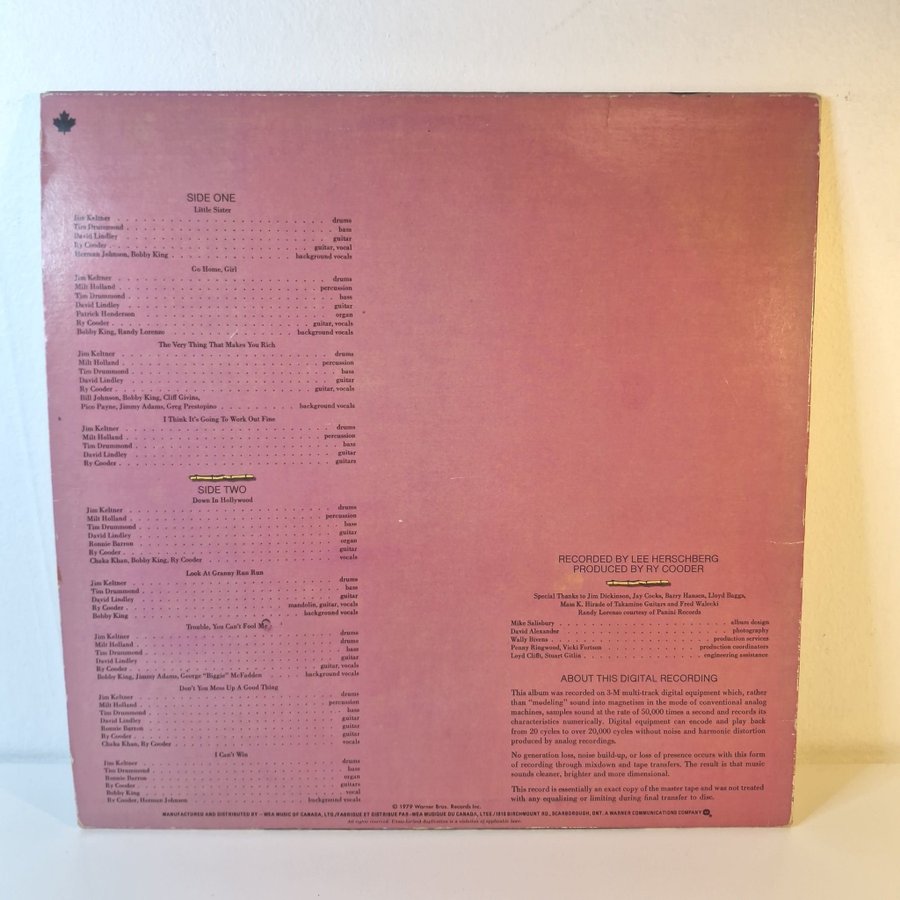 SIDE ONE
Little Sister
Jim Keltner . . . . drums
Tim Drummond . . . . bass
David Lindley . . . . guitar
Ry Cooder . . . . guitar, vocal
Herman Johnson, Bobby King . . . . background vocals
Go Home, Girl
Jim Keltner . . . . drums
Milt Holland . . . . percussion
Tim Drummond . . . . bass
David Lindley . . . . guitar
Patrick Henderson . . . . organ
Ry Cooder . . . . guitar, vocals
Bobby King, Randy Lorenzo . . . . background vocals
The Very Thing That Makes You Rich
Jim Keltner . . . . drums
Milt Holland . . . . percussion
Tim Drummond . . . . bass
David Lindley . . . . guitar
Ry Cooder . . . . guitar, vocals
Bill Johnson, Bobby King, Cliff Givins,
Pico Payne, Jimmy Adams, Greg Prestopino . . . . background vocals
I Think It's Going To Work Out Fine
Jim Keltner . . . . drums
Milt Holland . . . . percussion
Tim Drummond . . . . bass
David Lindley . . . . guitar
Ry Cooder . . . . guitars
SIDE TWO
Down In Hollywood
Jim Keltner . . . . drums
Milt Holland . . . . percussion
Tim Drummond . . . . bass
David Lindley . . . . guitar
Ronnie Barron . . . . organ
Ry Cooder . . . . guitar
Chaka Khan, Bobby King, Ry Cooder . . . . vocals
Look At Granny Run Run
Jim Keltner . . . . drums
Tim Drummond . . . . bass
David Lindley . . . . guitar
Ry Cooder . . . . mandolin, guitar, vocals
Bobby King . . . . background vocals
Trouble, You Can't Fool Me
Jim Keltner . . . . drums
Milt Holland . . . . drums
Tim Drummond . . . . bass
David Lindley . . . . guitar
Ry Cooder . . . . guitar, vocals
Bobby King, Jimmy Adams, George "Biggie" McFadden . . . . background vocals
Don't You Mess Up A Good Thing
Jim Keltner . . . . drums
Milt Holland . . . . percussion
Tim Drummond . . . . bass
David Lindley . . . . guitar
Ronnie Barron . . . . guitar
Ry Cooder . . . . guitar
Chaka Khan, Ry Cooder . . . . vocals
I Can't Win
Jim Keltner . . . . drums
Tim Drummond . . . . bass
Ronnie Barron . . . . organ
Ry Cooder . . . . guitars
Bobby King . . . . vocal
Ry Cooder, Herman Johnson . . . . background vocals
RECORDED BY LEE HERSCHBERG
PRODUCED BY RY COODER
Special Thanks to Jim Dickinson, Jay Cocks, Barry Hansen, Lloyd Baggs,
Mass K. Hirade of Takamine Guitars and Fred Walecki
Randy Lorenzo courtesy of Panini Records
Mike Salisbury . . . . album design
David Alexander . . . . photography
Wally Bivens . . . . production services
Penny Ringwood, Vicki Fortson . . . . production coordinators
Loyd Clifft, Stuart Gitlin . . . . engineering assistance
ABOUT THIS DIGITAL RECORDING
This album was recorded on 3-M multi-track digital equipment which, rather
than "modeling" sound into magnetism in the mode of conventional analog
machines, samples sound at the rate of 50,000 times a second and records its
characteristics numerically. Digital equipment can encode and play back
from 20 cycles to over 20,000 cycles without noise and harmonic distortion
produced by analog recordings.
No generation loss, noise build-up, or loss of presence occurs with this form
of recording through mixdown and tape transfers. The result is that music
sounds cleaner, brighter and more dimensional.
This record is essentially an exact copy of the master tape and was not treated
with any equalising or limiting during final transfer to disc.
© 1979 Warner Bros. Records Inc.
MANUFACTURED AND DISTRIBUTED BY – WEA MUSIC OF CANADA, LTD./FABRIQUE ET DISTRIBUE PAR – WEA MUSIQUE DU CANADA, LTEE/1810 BIRCHMOUNT RD., SCARBOROUGH, ONT. A WARNER COMMUNICATIONS COMPANY
All rights reserved. Unauthorized duplication is a violation of applicable laws.